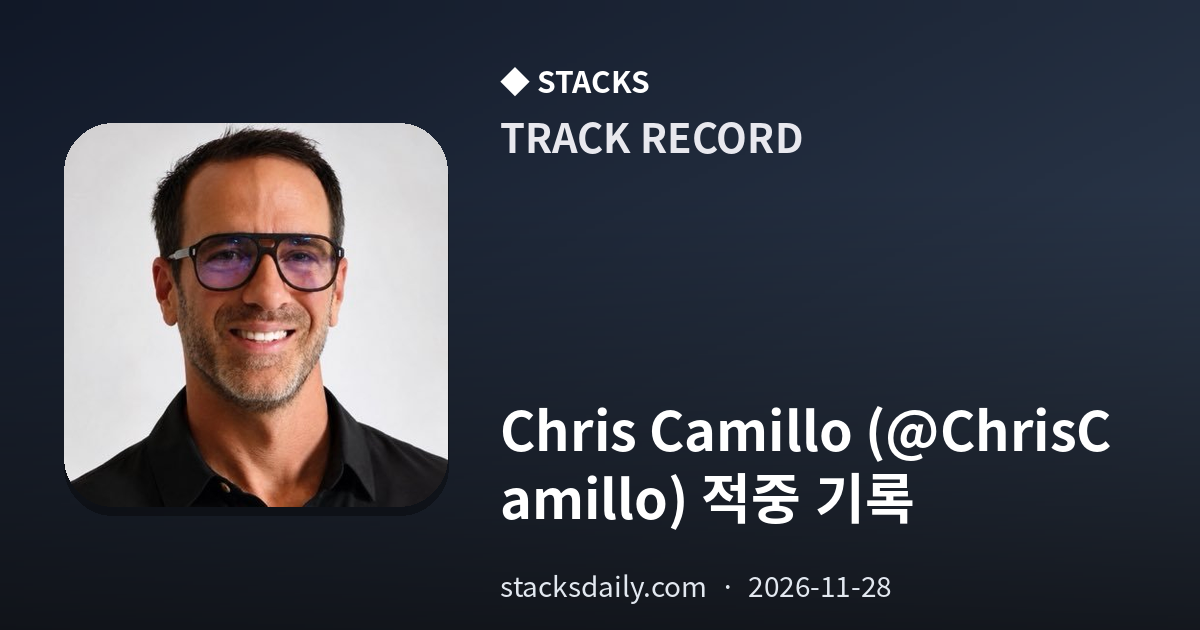 ◆ STACKS
TRACK RECORD
Chris Camillo (@ChrisC
amillo) 적중 기록
stacksdaily.com · 2026-11-28